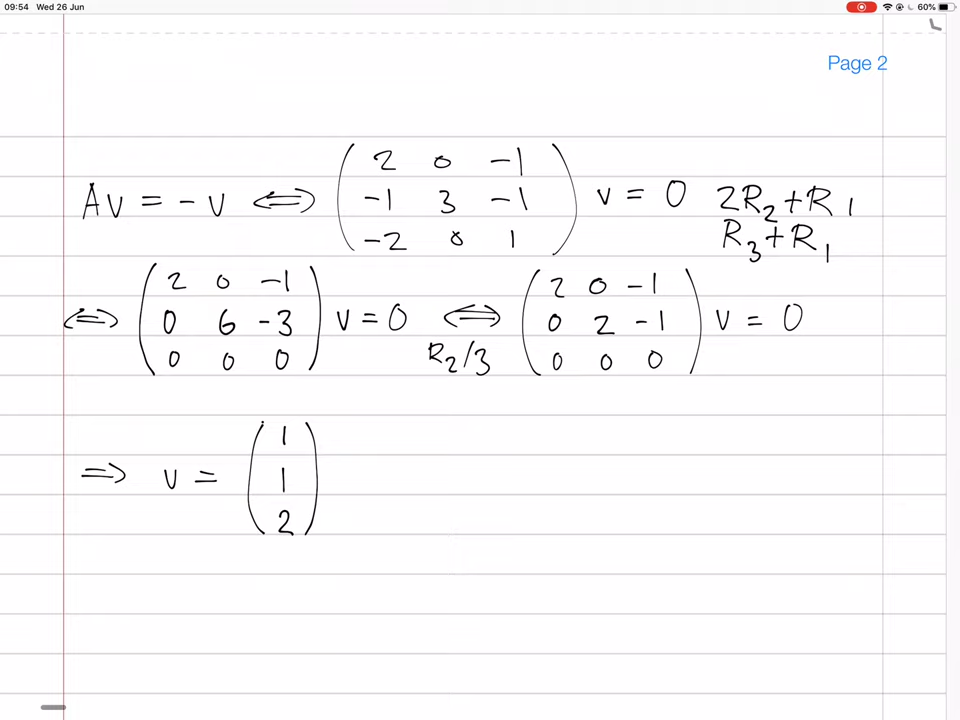 09:54 Wed 26 Jun 60%
Page 2
Av = -v ⇔ ( 2 0 -1 ; -1 3 -1 ; -2 0 1 ) v = 0 2R₂+R₁
R₃+R₁
⇔ ( 2 0 -1 ; 0 6 -3 ; 0 0 0 ) v = 0 ⇔ ( 2 0 -1 ; 0 2 -1 ; 0 0 0 ) v = 0
R₂/3
⇒ v = ( 1 ; 1 ; 2 )